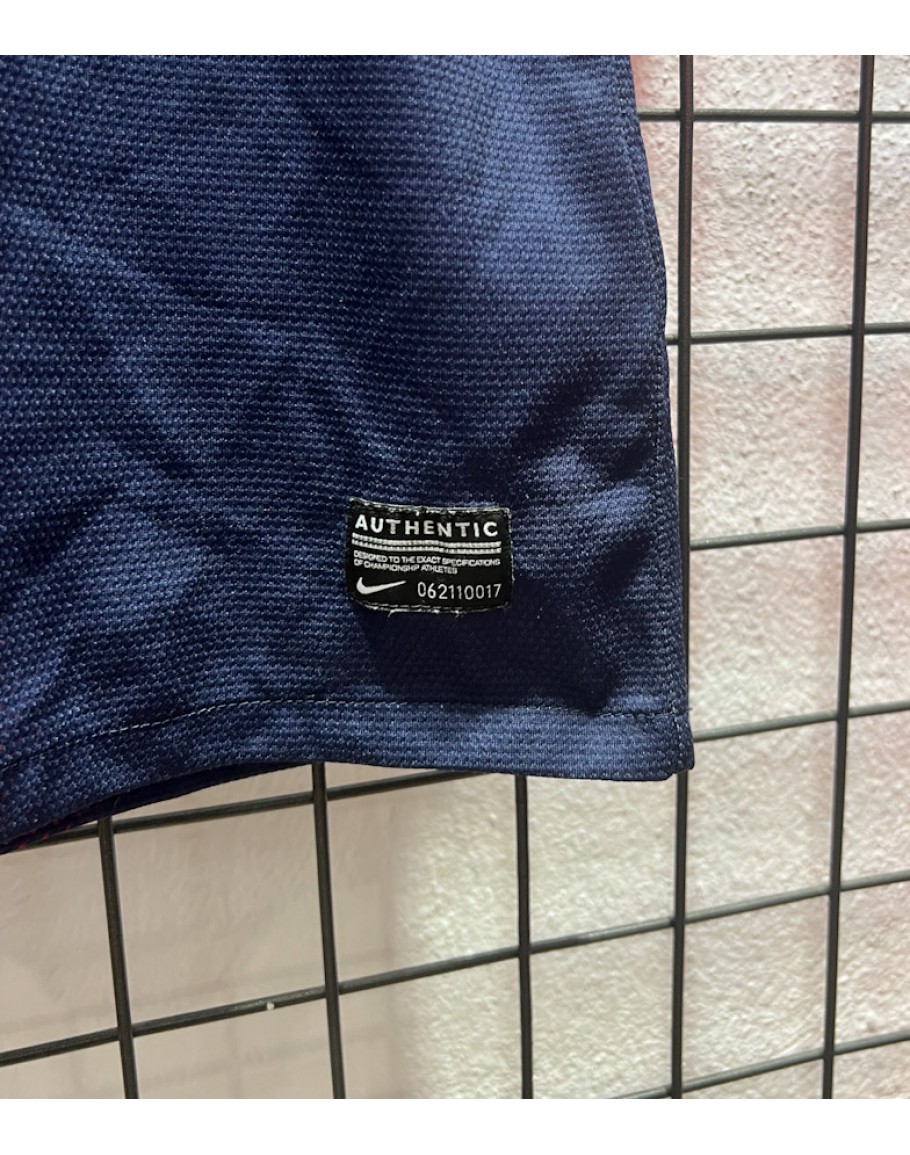 AUTHENTIC
DESIGNED TO THE EXACT SPECIFICATIONS
OF CHAMPIONSHIP ATHLETES
062110017